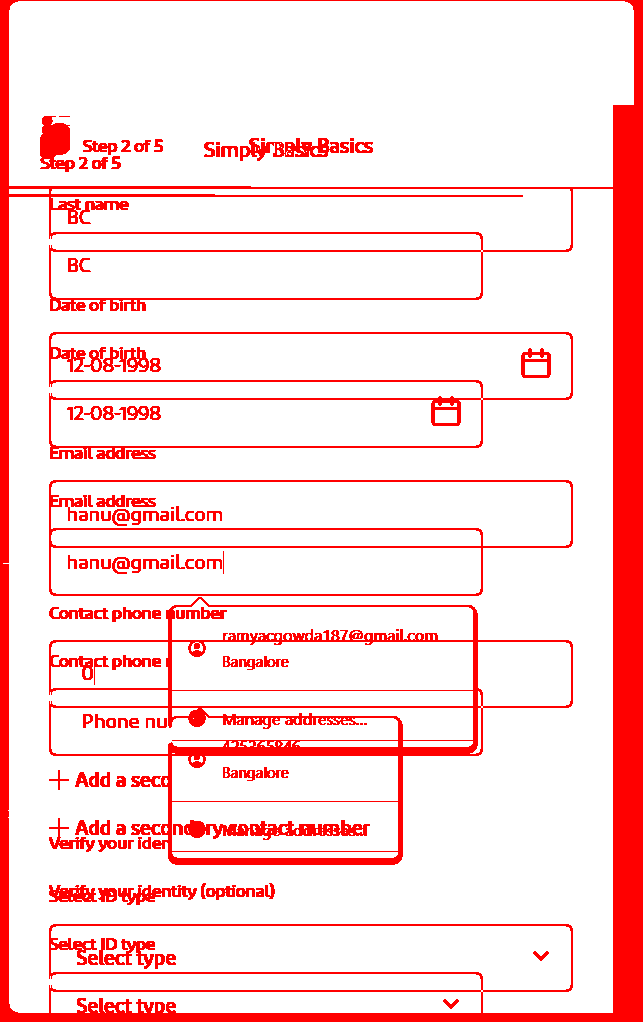 Step 2 of 5
Simply Basics
Step 2 of 5
Simply Basics
Last name
BC
BC
Date of birth
Date of birth
12-08-1998
12-08-1998
Email address
Email address
hanu@gmail.com
hanu@gmail.com
Contact phone number
ramyacgowda187@gmail.com
Bangalore
Contact phone
0
Manage addresses...
Phone nu
425365846
Bangalore
Add a seco
Add a secondary contact number
Manage addresses...
Verify your iden
Verify your identity (optional)
Select ID type
Select ID type
Select type
Select type